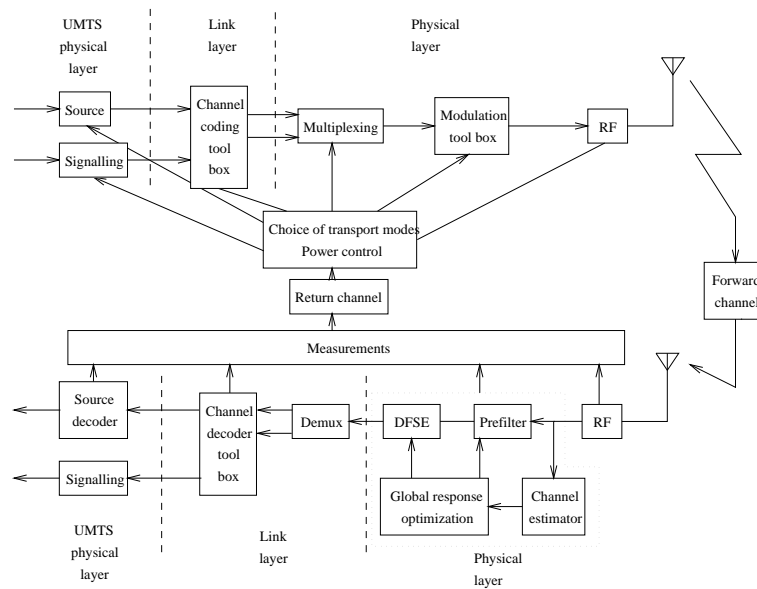 UMTS
physical
layer
Link
layer
Physical
layer
Source
Signalling
Channel
coding
tool
box
Multiplexing
Modulation
tool box
RF
Choice of transport modes
Power control
Return channel
Forward
channel
Measurements
Source
decoder
Signalling
Channel
decoder
tool
box
Demux
DFSE
Prefilter
RF
Global response
optimization
Channel
estimator
UMTS
physical
layer
Link
layer
Physical
layer